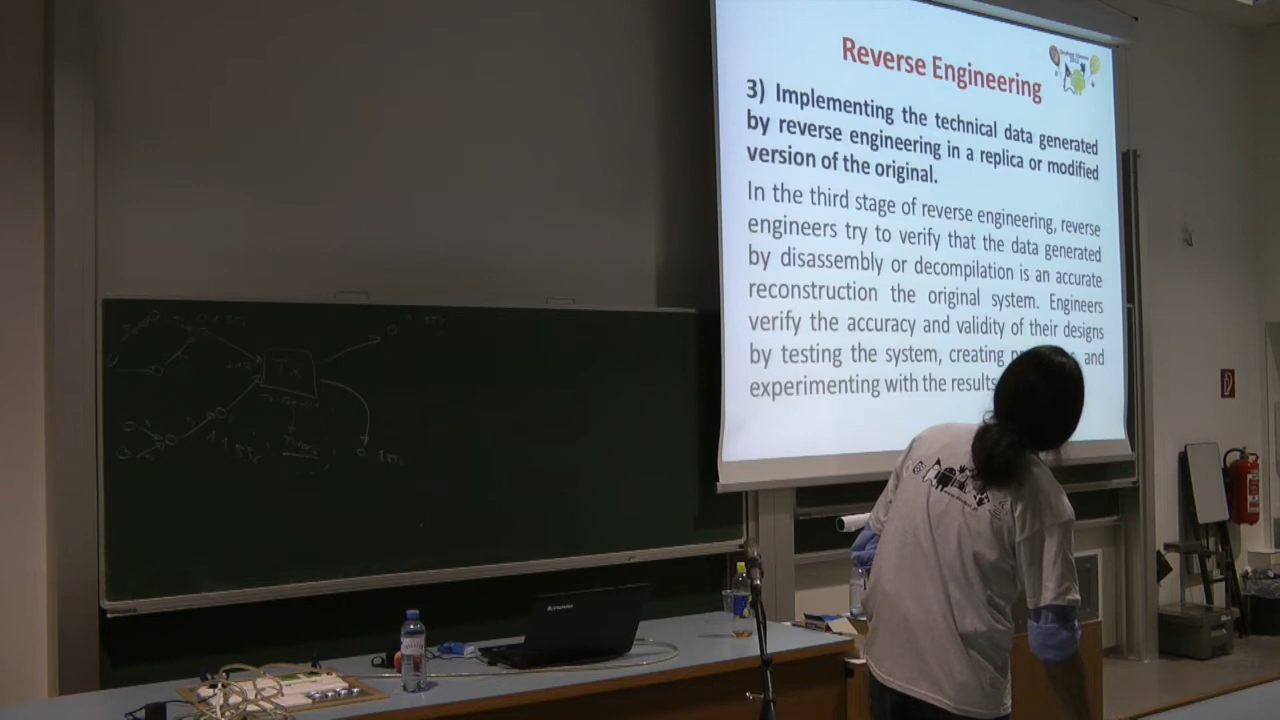 Reverse Engineering
3) Implementing the technical data generated
by reverse engineering in a replica or modified
version of the original.
In the third stage of reverse engineering, reverse
engineers try to verify that the data generated
by disassembly or decompilation is an accurate
reconstruction the original system. Engineers
verify the accuracy and validity of their designs
by testing the system, creating and
experimenting with the results
TX
lenovo